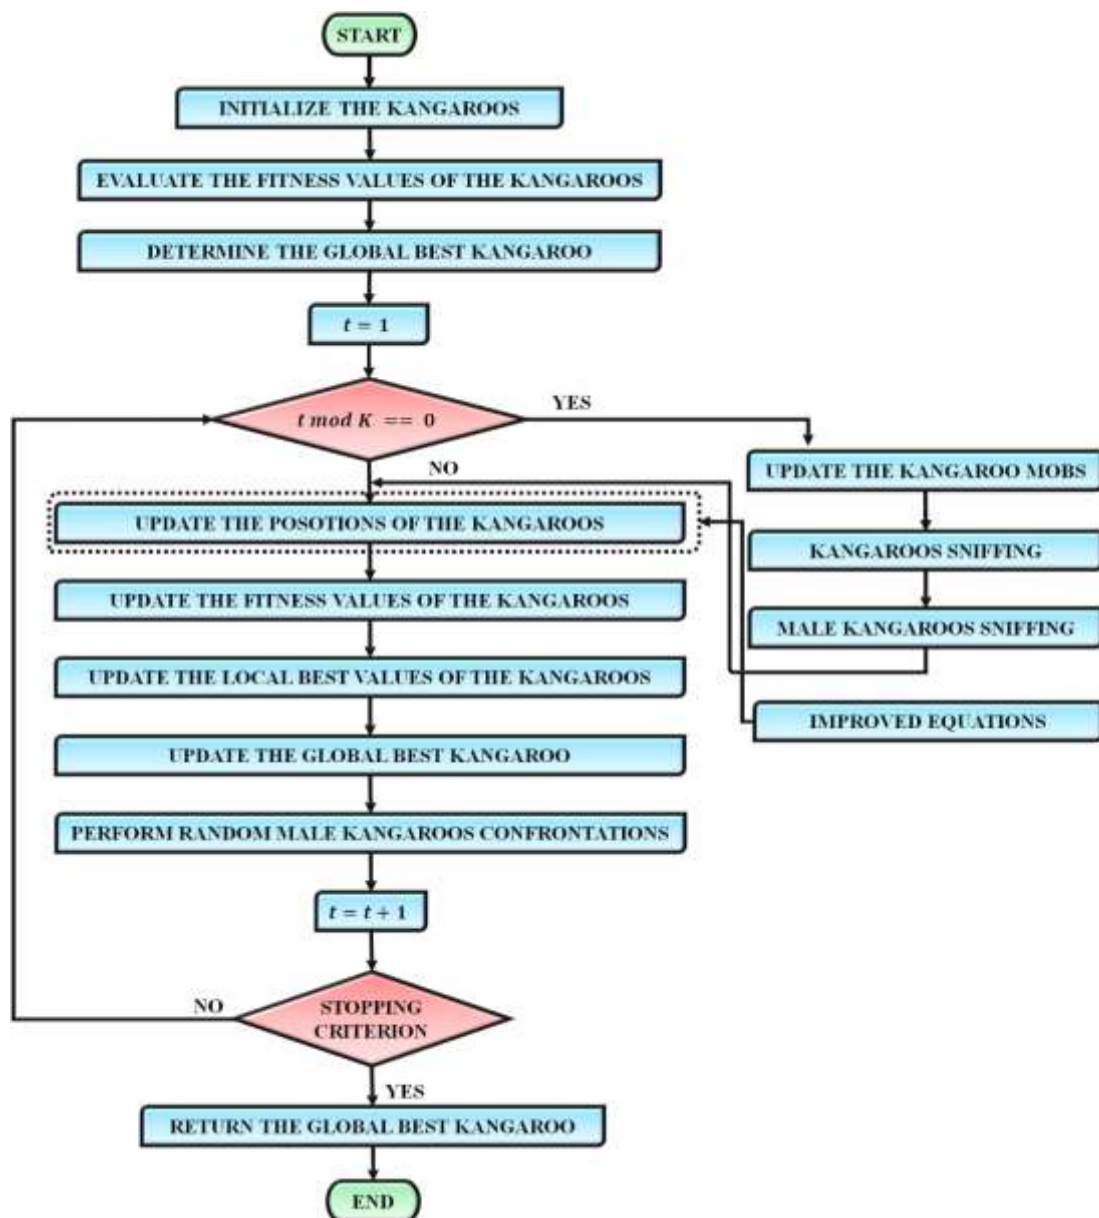 START
INITIALIZE THE KANGAROOS
EVALUATE THE FITNESS VALUES OF THE KANGAROOS
DETERMINE THE GLOBAL BEST KANGAROO
t = 1
t mod K == 0
YES
NO
UPDATE THE KANGAROO MOBS
KANGAROOS SNIFFING
MALE KANGAROOS SNIFFING
IMPROVED EQUATIONS
UPDATE THE POSOTIONS OF THE KANGAROOS
UPDATE THE FITNESS VALUES OF THE KANGAROOS
UPDATE THE LOCAL BEST VALUES OF THE KANGAROOS
UPDATE THE GLOBAL BEST KANGAROO
PERFORM RANDOM MALE KANGAROOS CONFRONTATIONS
t = t + 1
NO
STOPPING
CRITERION
YES
RETURN THE GLOBAL BEST KANGAROO
END